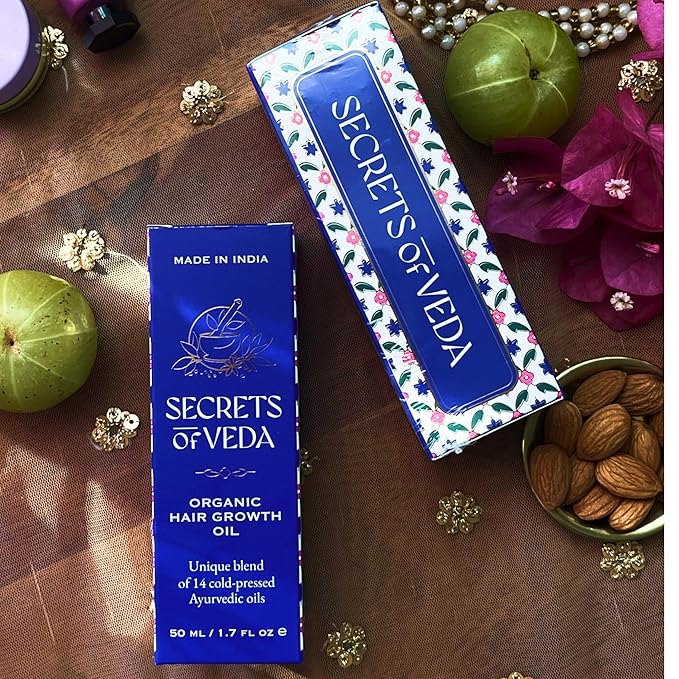 SECRETS OF VEDA
MADE IN INDIA
SECRETS
OF VEDA
ORGANIC
HAIR GROWTH
OIL
Unique blend
of 14 cold-pressed
Ayurvedic oils
50 ML / 1.7 FL OZ e